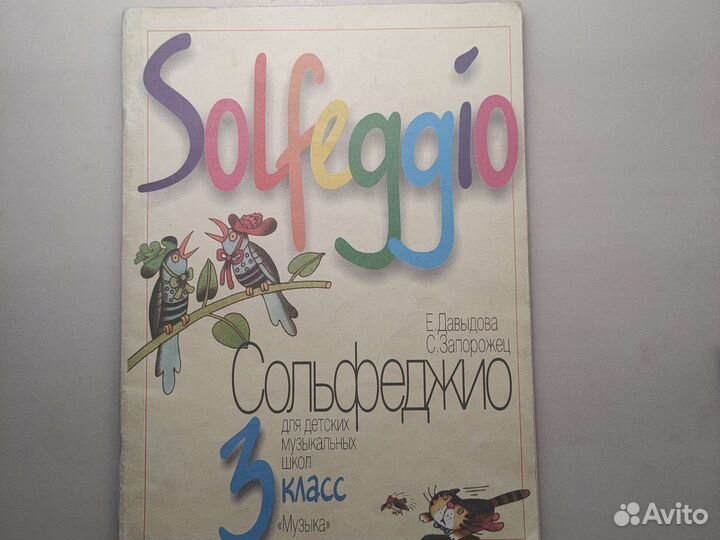 Solfeggio
Е.Давыдова
С.Запорожец
Сольфеджио
для детских
музыкальных
школ
3 класс
«Музыка»
Avito